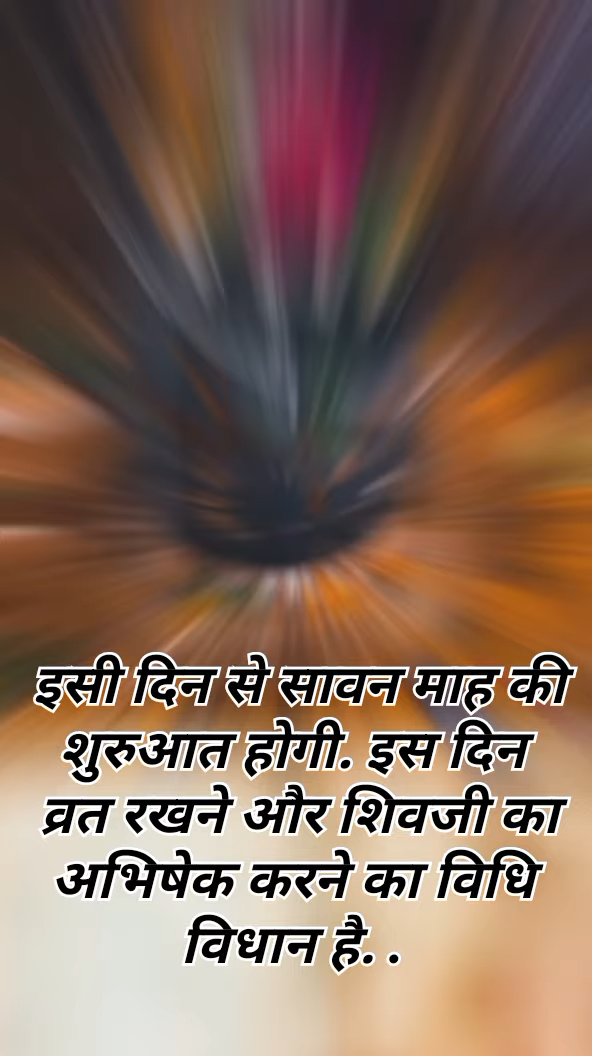 इसी दिन से सावन माह की
शुरुआत होगी. इस दिन
व्रत रखने और शिवजी का
अभिषेक करने का विधि
विधान है. .